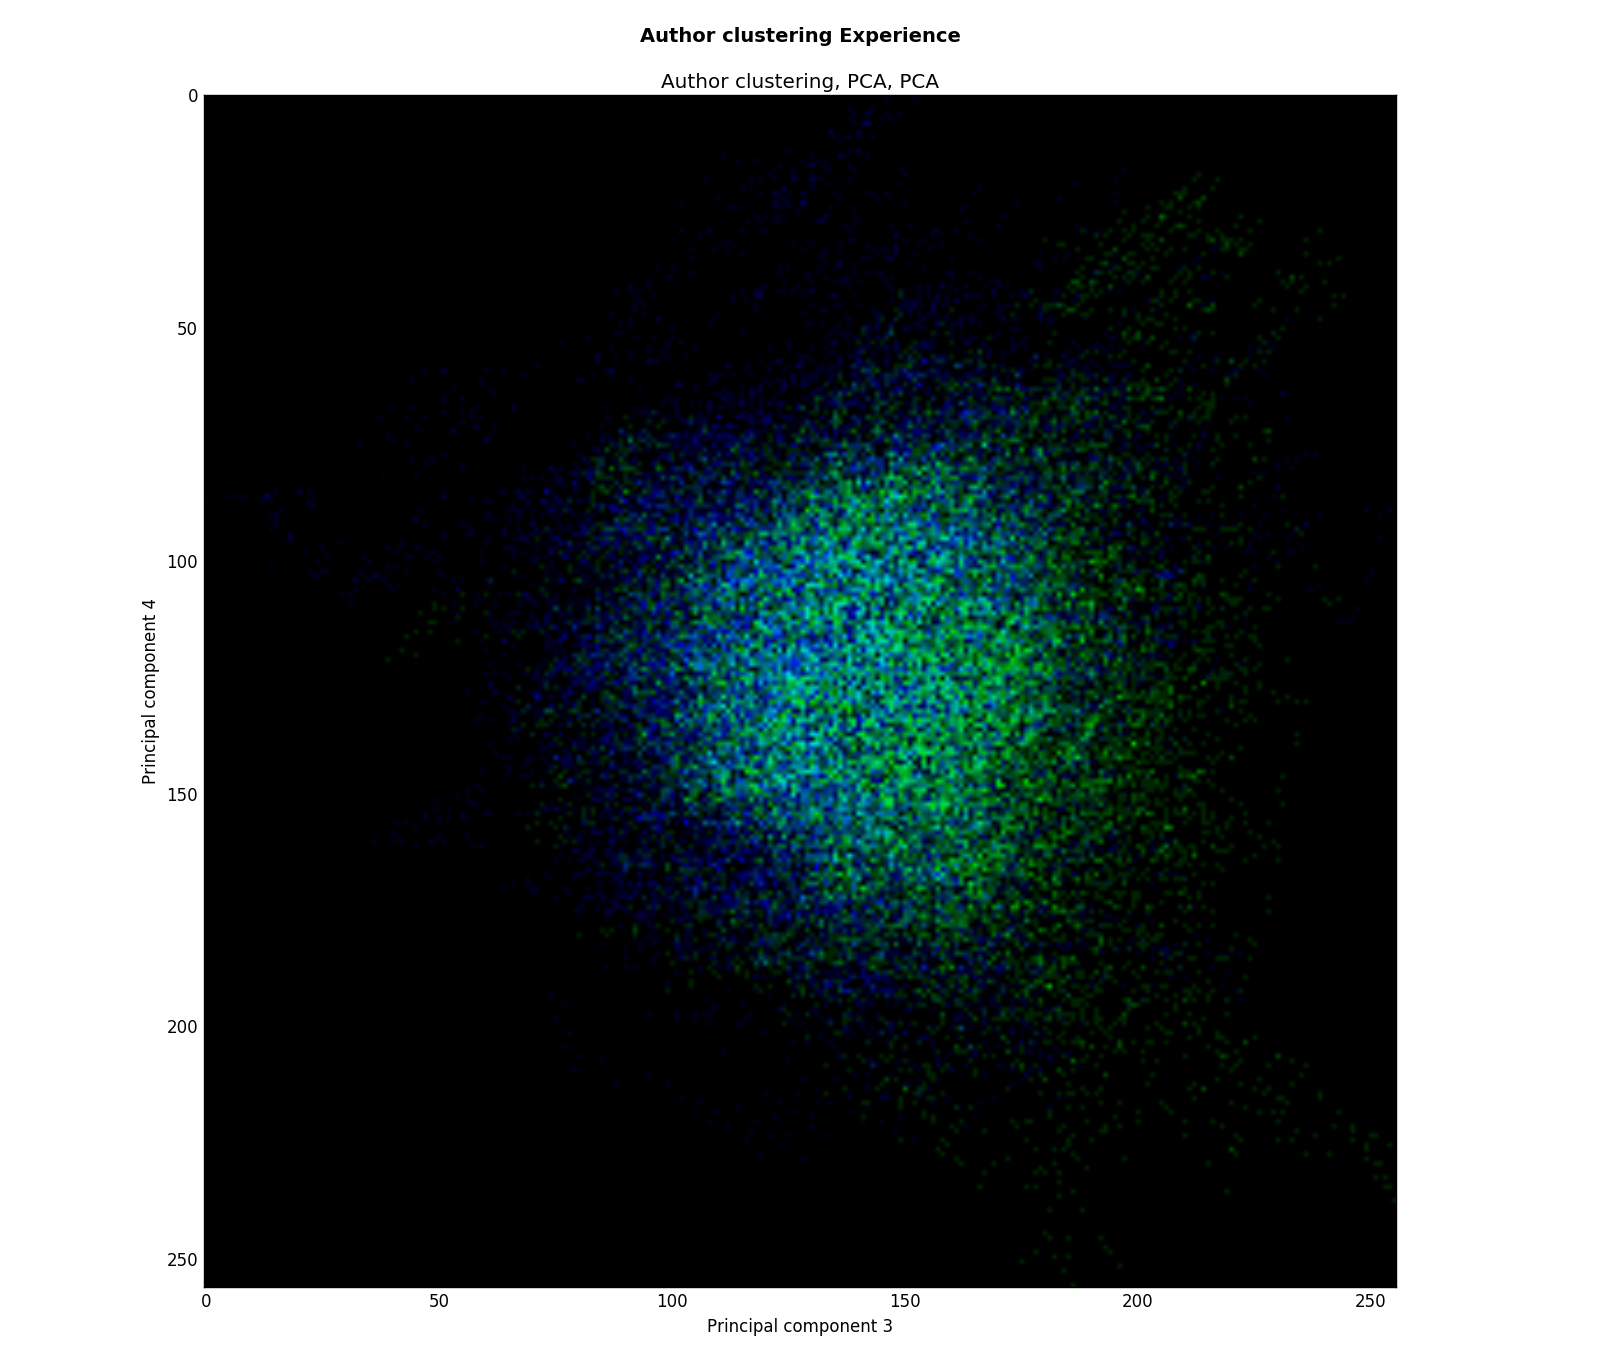 Author clustering Experience
Author clustering, PCA, PCA
0
50
100
150
200
250
Principal component 4
0 50 100 150 200 250
Principal component 3